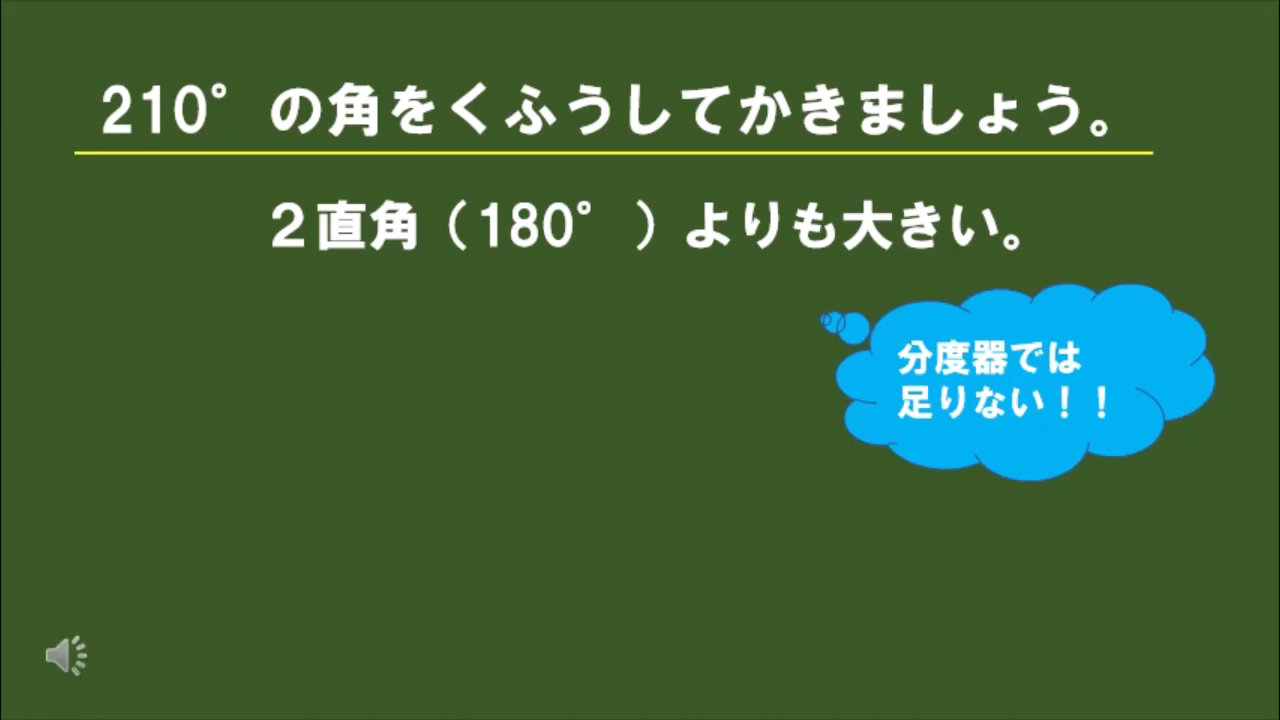 210°の角をくふうしてかきましょう。
２直角（180°）よりも大きい。
分度器では
足りない！！